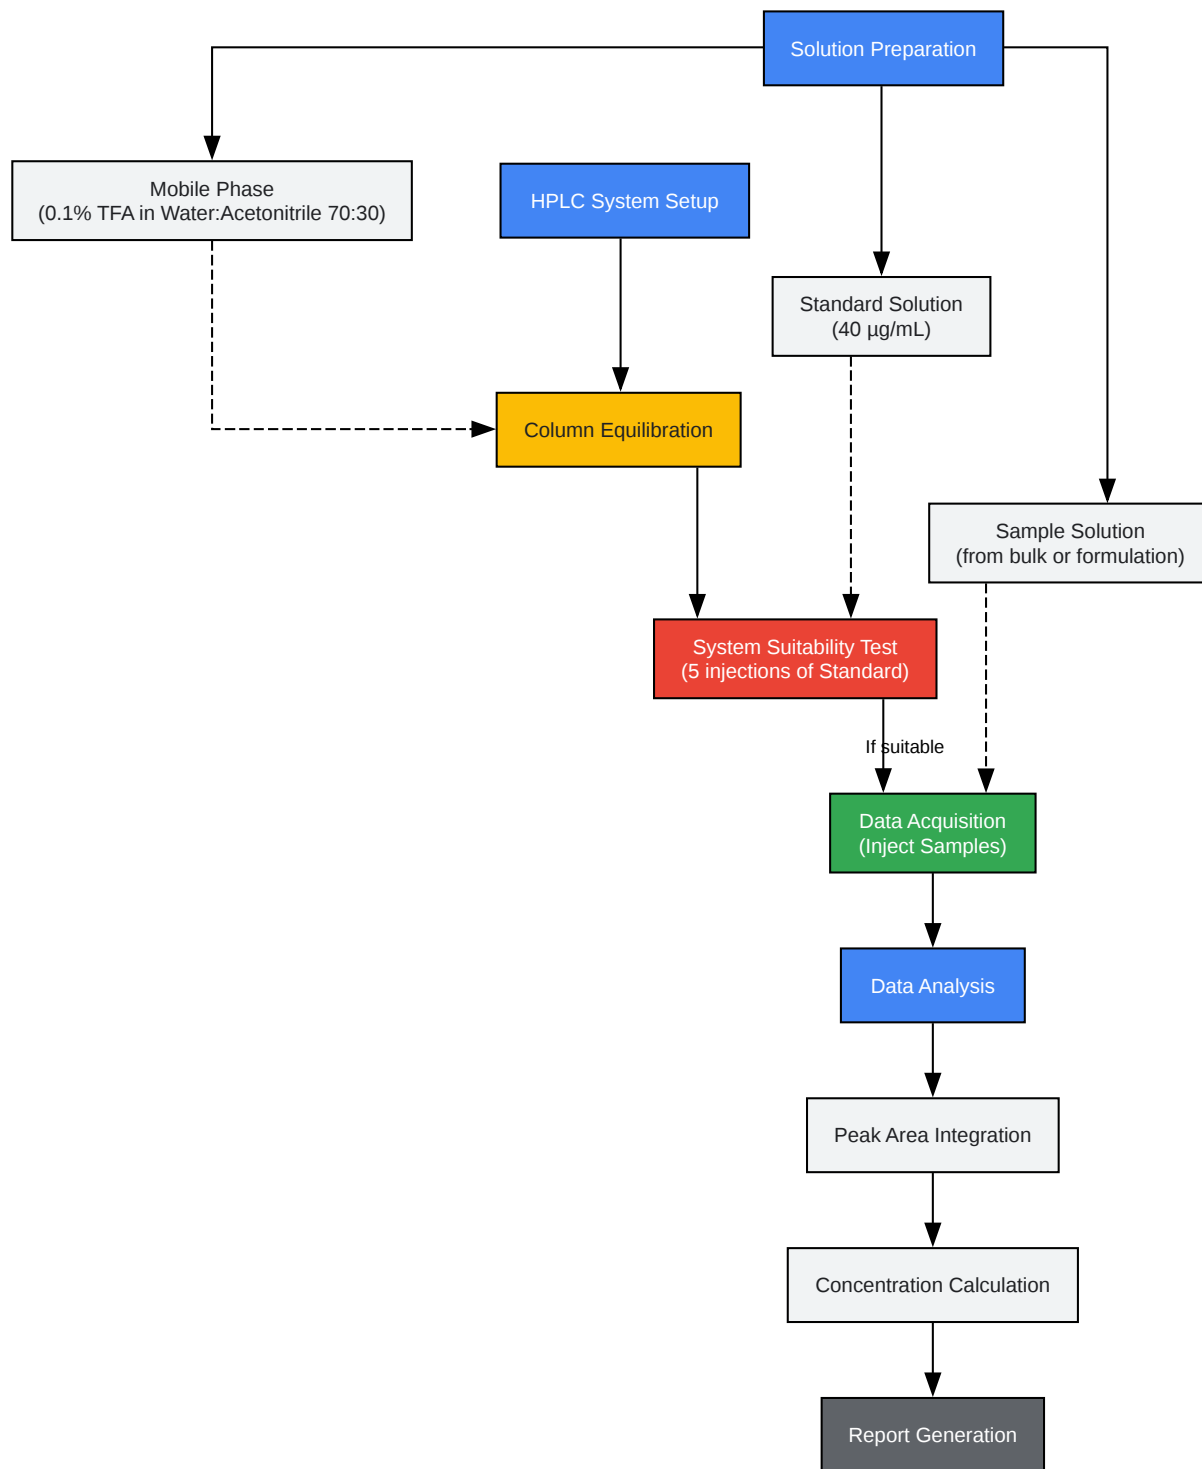 Solution Preparation
Mobile Phase
(0.1% TFA in Water:Acetonitrile 70:30)
HPLC System Setup
Standard Solution
(40 µg/mL)
Column Equilibration
Sample Solution
(from bulk or formulation)
System Suitability Test
(5 injections of Standard)
If suitable
Data Acquisition
(Inject Samples)
Data Analysis
Peak Area Integration
Concentration Calculation
Report Generation